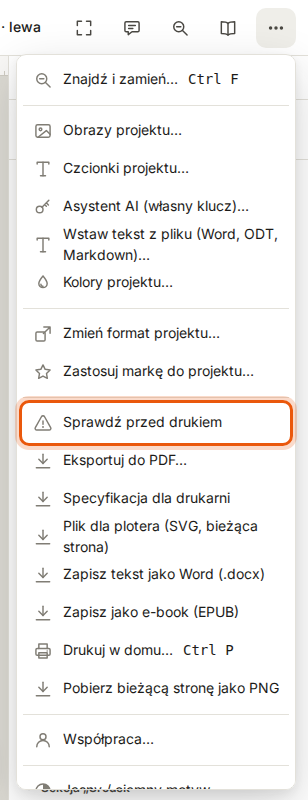 · lewa
Znajdź i zamień... Ctrl F
Obrazy projektu...
Czcionki projektu...
Asystent AI (własny klucz)...
Wstaw tekst z pliku (Word, ODT,
Markdown)...
Kolory projektu...
Zmień format projektu...
Zastosuj markę do projektu...
Sprawdź przed drukiem
Eksportuj do PDF...
Specyfikacja dla drukarni
Plik dla plotera (SVG, bieżąca
strona)
Zapisz tekst jako Word (.docx)
Zapisz jako e-book (EPUB)
Drukuj w domu... Ctrl P
Pobierz bieżącą stronę jako PNG
Współpraca...